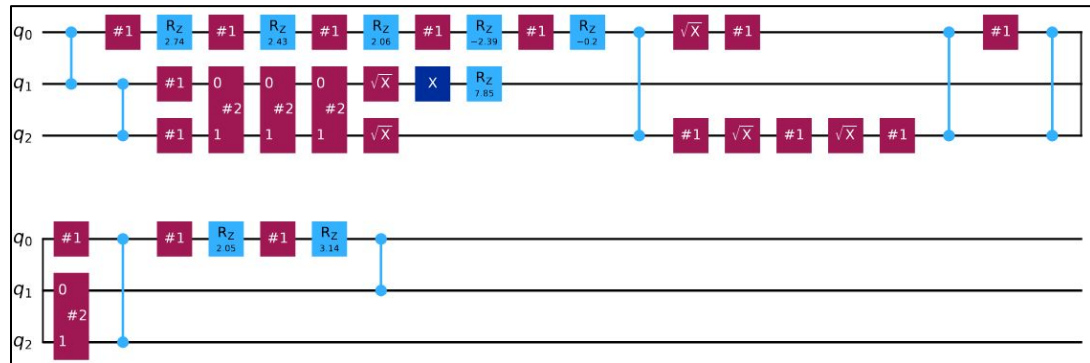 q0 #1 RZ 2.74 #1 RZ 2.43 #1 RZ 2.06 #1 RZ −2.39 #1 RZ −0.2 √X #1 #1
q1 #1 0 0 0 √X X RZ 7.85
#2 #2 #2
q2 #1 1 1 1 √X #1 √X #1 √X #1
q0 #1 #1 RZ 2.05 #1 RZ 3.14
q1 0
#2
q2 1